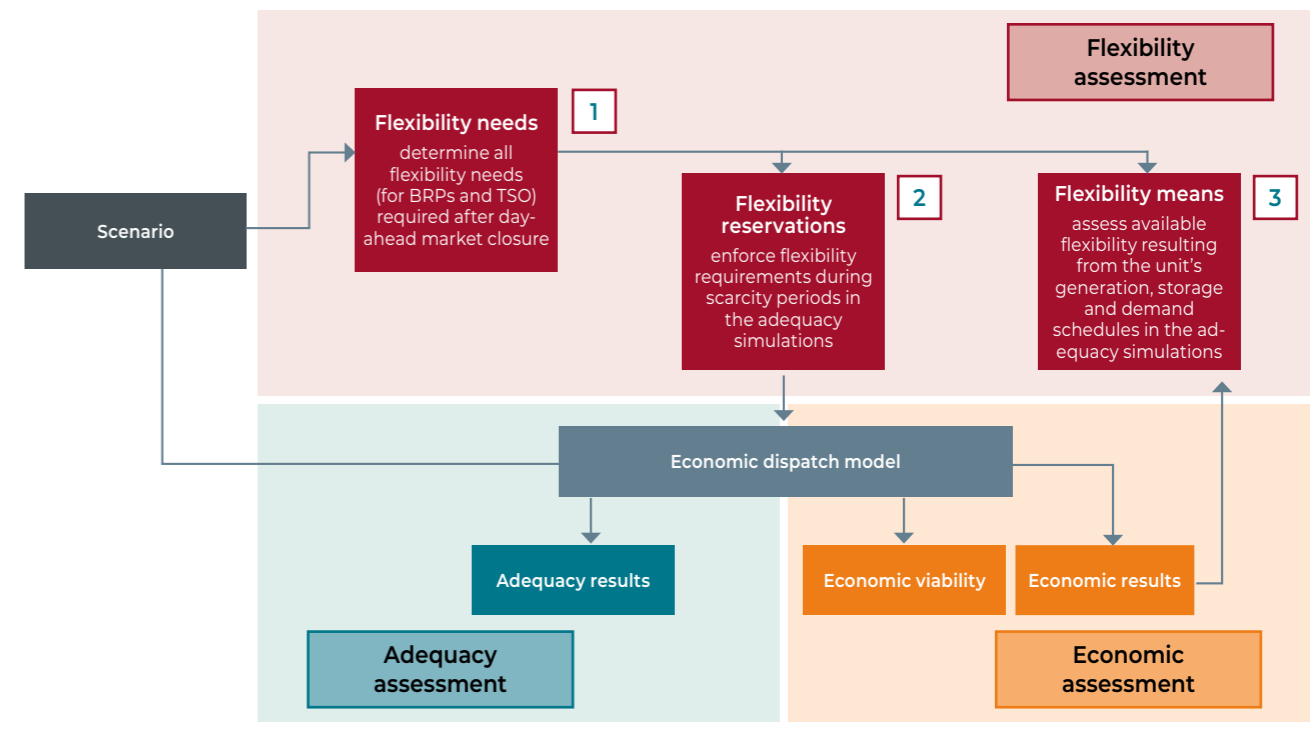 Flexibility
assessment
Flexibility needs
determine all
flexibility needs
(for BRPs and TSO)
required after day-
ahead market closure
1
Flexibility
reservations
enforce flexibility
requirements during
scarcity periods in
the adequacy
simulations
2
Flexibility means
assess available
flexibility resulting
from the unit's
generation, storage
and demand
schedules in the ad-
equacy simulations
3
Scenario
Economic dispatch model
Adequacy results
Economic viability
Economic results
Adequacy
assessment
Economic
assessment